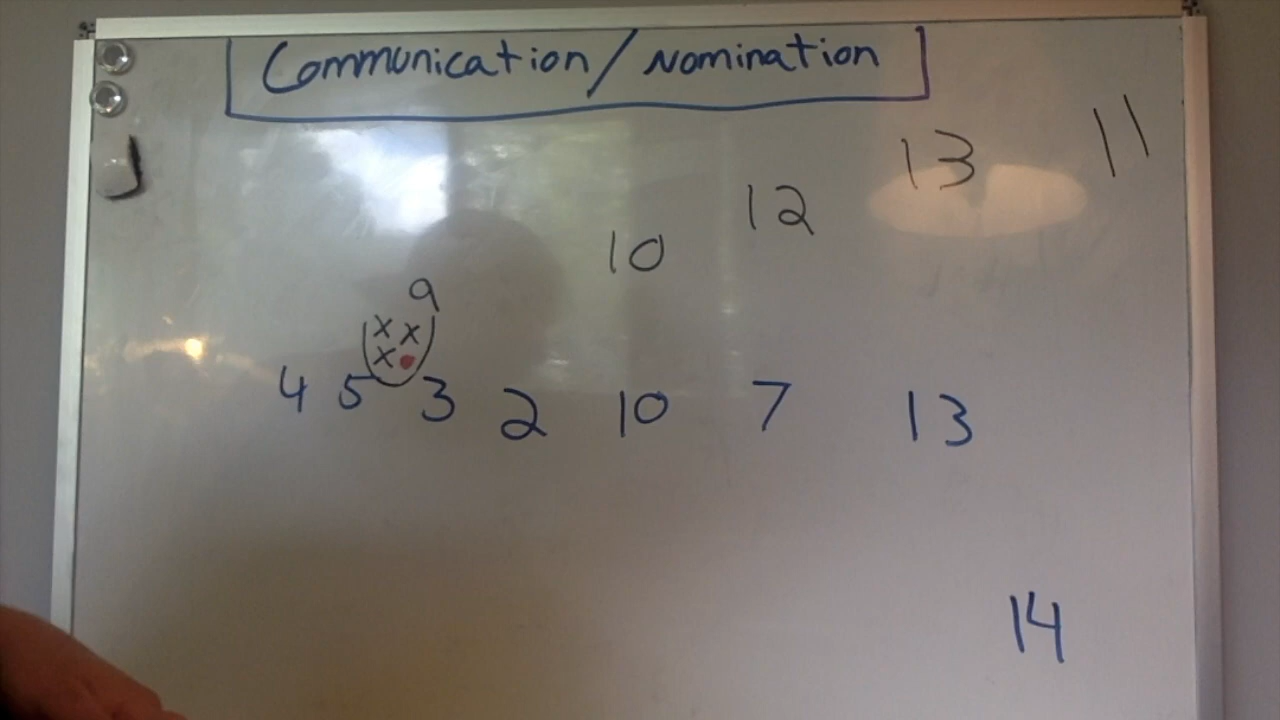 Communication/Nomination
11
13
12
10
9
x x
x
4 5 3 2 10 7 13
14